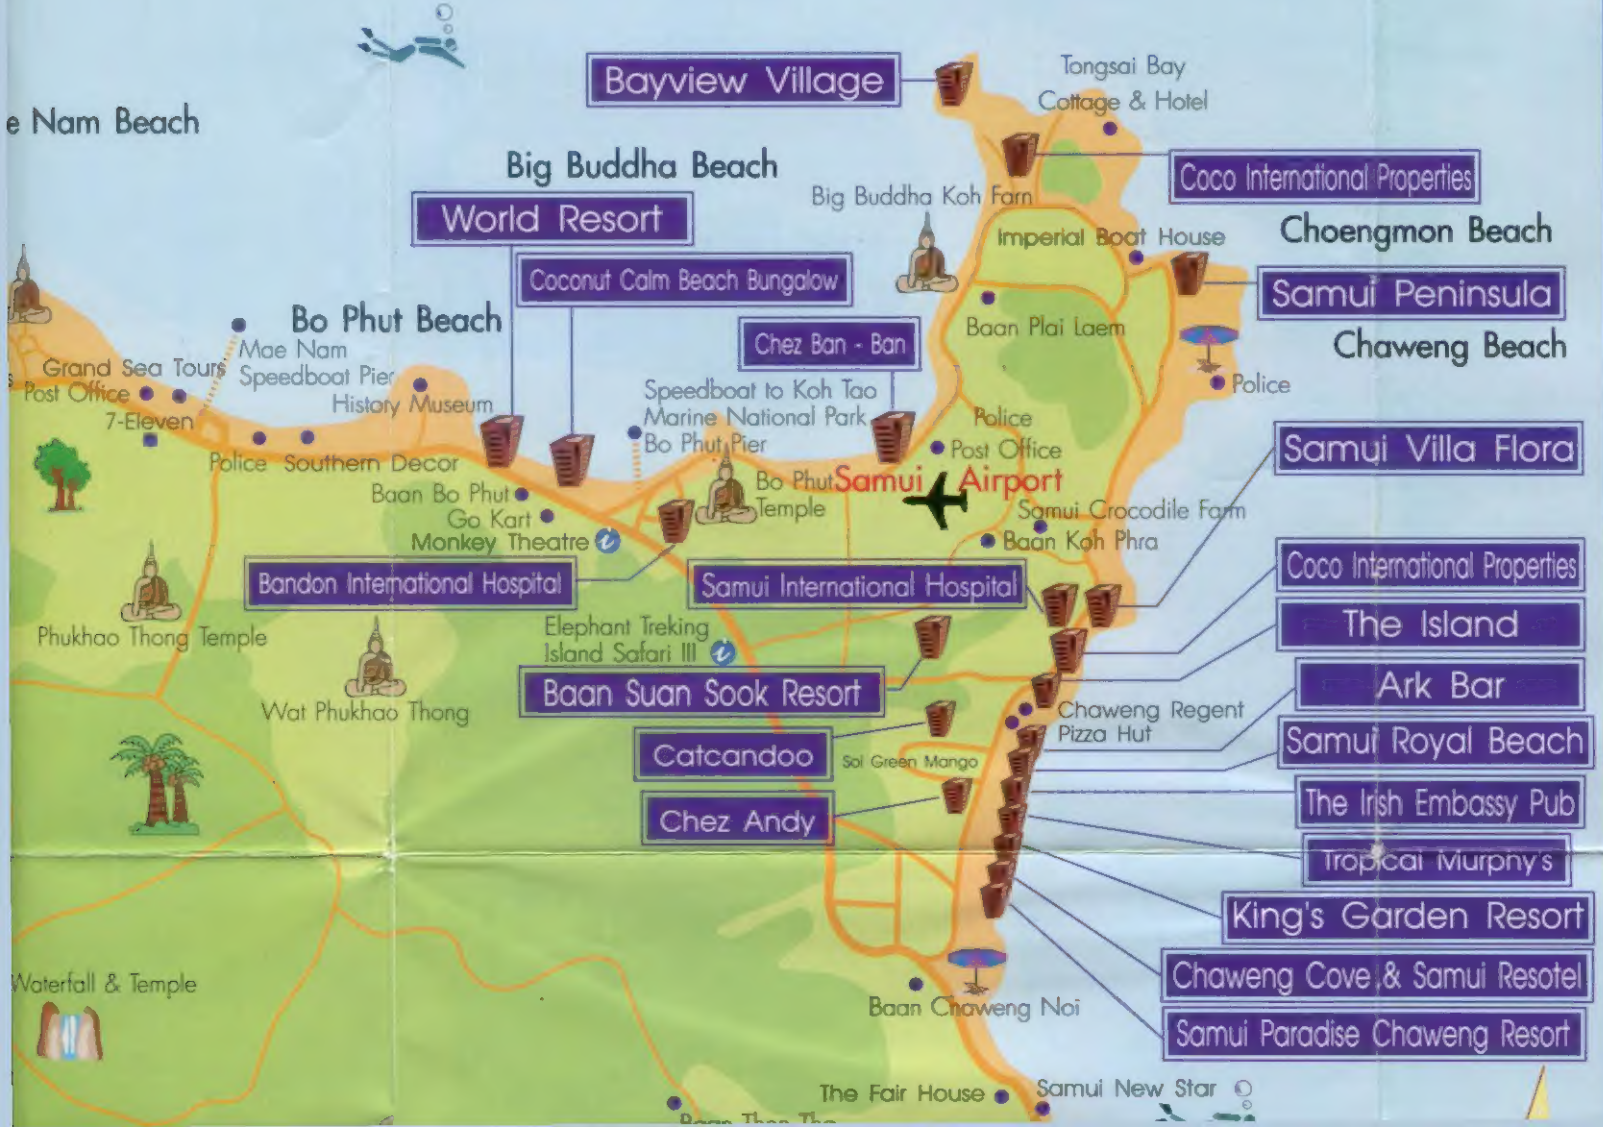 Bayview Village
Tongsai Bay
Cottage & Hotel
e Nam Beach
Big Buddha Beach
Coco International Properties
Big Buddha Koh Farn
World Resort
Imperial Boat House
Choengmon Beach
Coconut Calm Beach Bungalow
Samui Peninsula
Bo Phut Beach
Baan Plai Laem
Chez Ban - Ban
Chaweng Beach
Mae Nam
Speedboat Pier
Grand Sea Tours
s
Post Office
History Museum
7-Eleven
Speedboat to Koh Tao
Marine National Park
Bo Phut Pier
Police
Police
Post Office
Samui Villa Flora
Police
Southern Decor
Baan Bo Phut
Bo Phut
Temple
Samui Airport
Go Kart
Samui Crocodile Farm
Monkey Theatre
Baan Koh Phra
Bandon International Hospital
Samui International Hospital
Coco International Properties
Phukhao Thong Temple
Elephant Treking
Island Safari III
The Island
Baan Suan Sook Resort
Ark Bar
Wat Phukhao Thong
Chaweng Regent
Pizza Hut
Catcandoo
Soi Green Mango
Samui Royal Beach
Chez Andy
The Irish Embassy Pub
Tropical Murphy's
King's Garden Resort
Waterfall & Temple
Chaweng Cove & Samui Resotel
Baan Chaweng Noi
Samui Paradise Chaweng Resort
The Fair House
Samui New Star